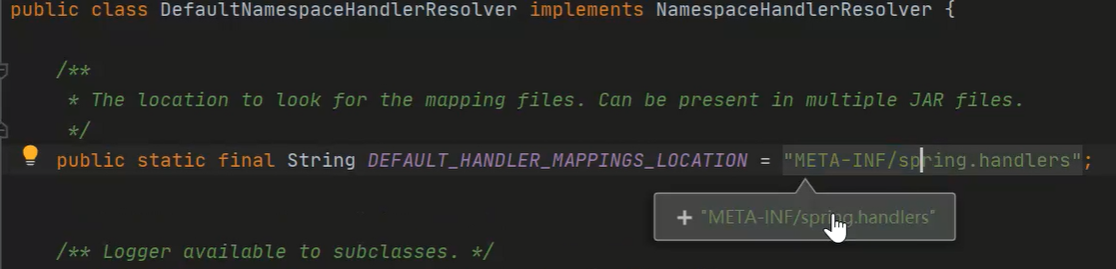 public class DefaultNamespaceHandlerResolver implements NamespaceHandlerResolver {
/**
* The location to look for the mapping files. Can be present in multiple JAR files.
*/
public static final String DEFAULT_HANDLER_MAPPINGS_LOCATION = "META-INF/spring.handlers";
+ "META-INF/spring.handlers"
/** Logger available to subclasses. */